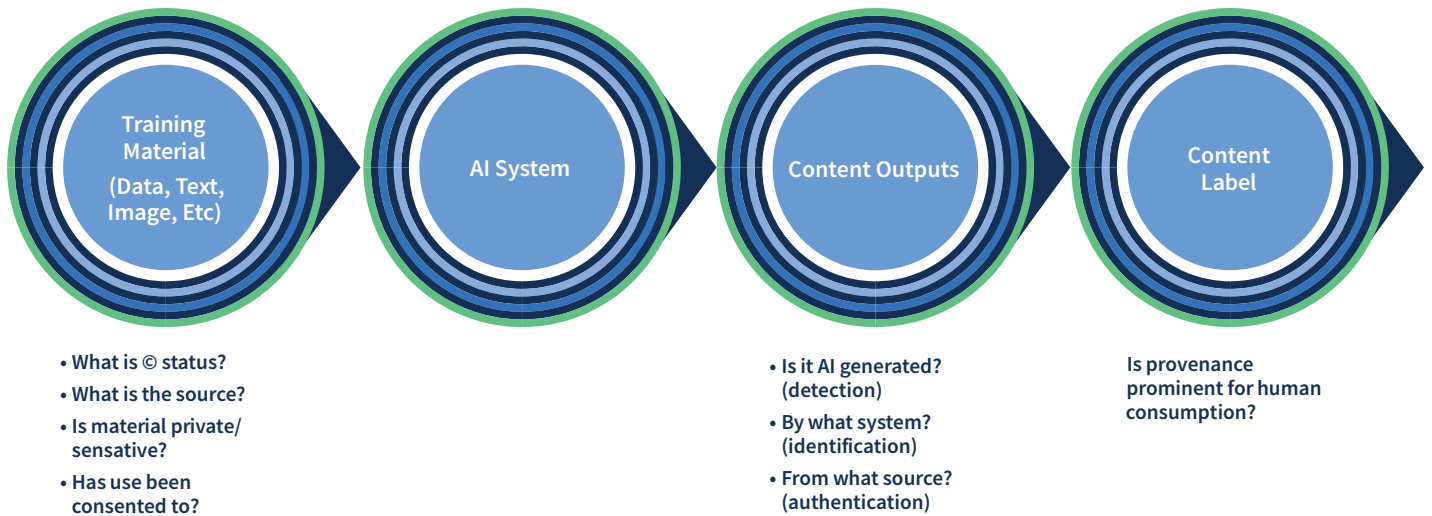 Training
Material
(Data, Text,
Image, Etc)
AI System
Content Outputs
Content
Label
• What is © status?
• What is the source?
• Is material private/
sensative?
• Has use been
consented to?
• Is it AI generated?
(detection)
• By what system?
(identification)
• From what source?
(authentication)
Is provenance
prominent for human
consumption?